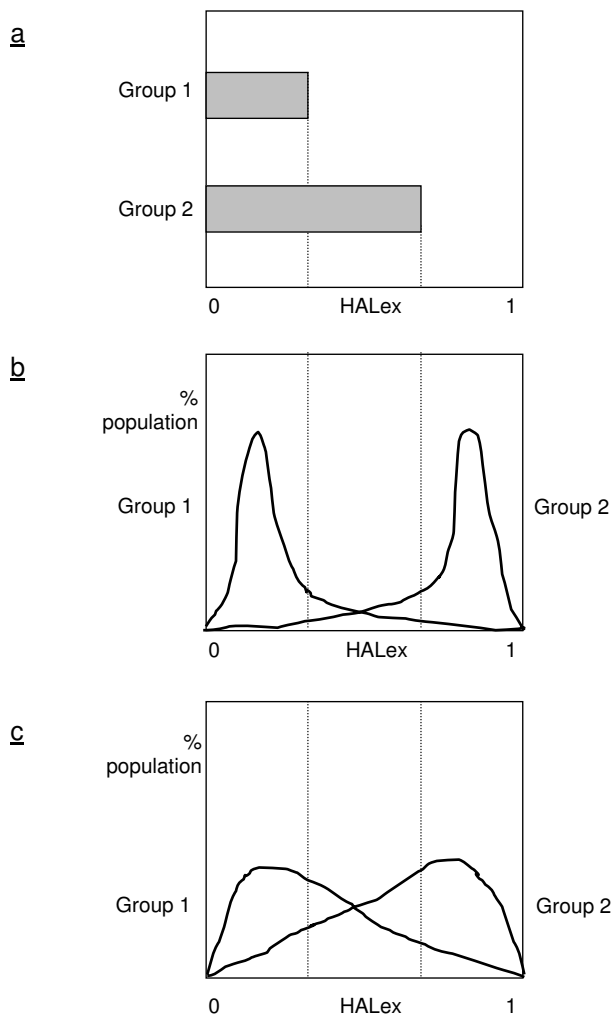 a
Group 1
Group 2
0 HALex 1
b
%
population
Group 1 Group 2
0 HALex 1
c
%
population
Group 1 Group 2
0 HALex 1